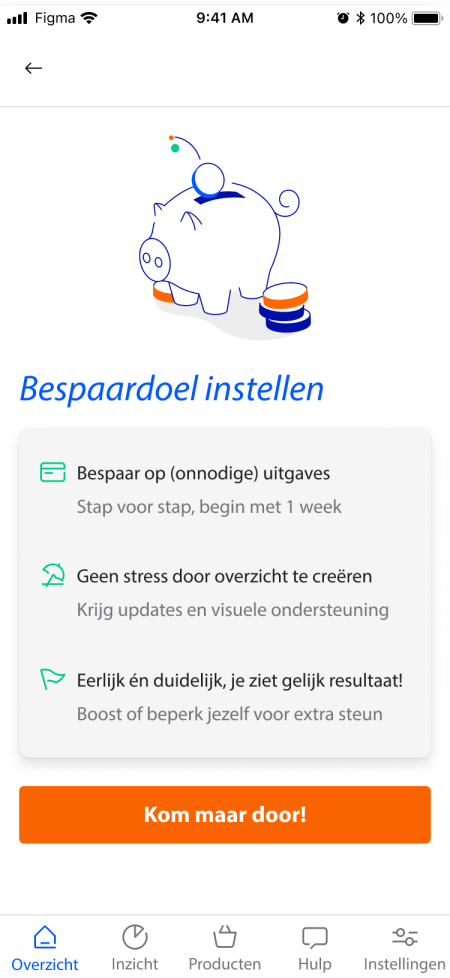 Figma 9:41 AM 100%
Bespaardoel instellen
Bespaar op (onnodige) uitgaves
Stap voor stap, begin met 1 week
Geen stress door overzicht te creëren
Krijg updates en visuele ondersteuning
Eerlijk én duidelijk, je ziet gelijk resultaat!
Boost of beperk jezelf voor extra steun
Kom maar door!
Overzicht Inzicht Producten Hulp Instellingen